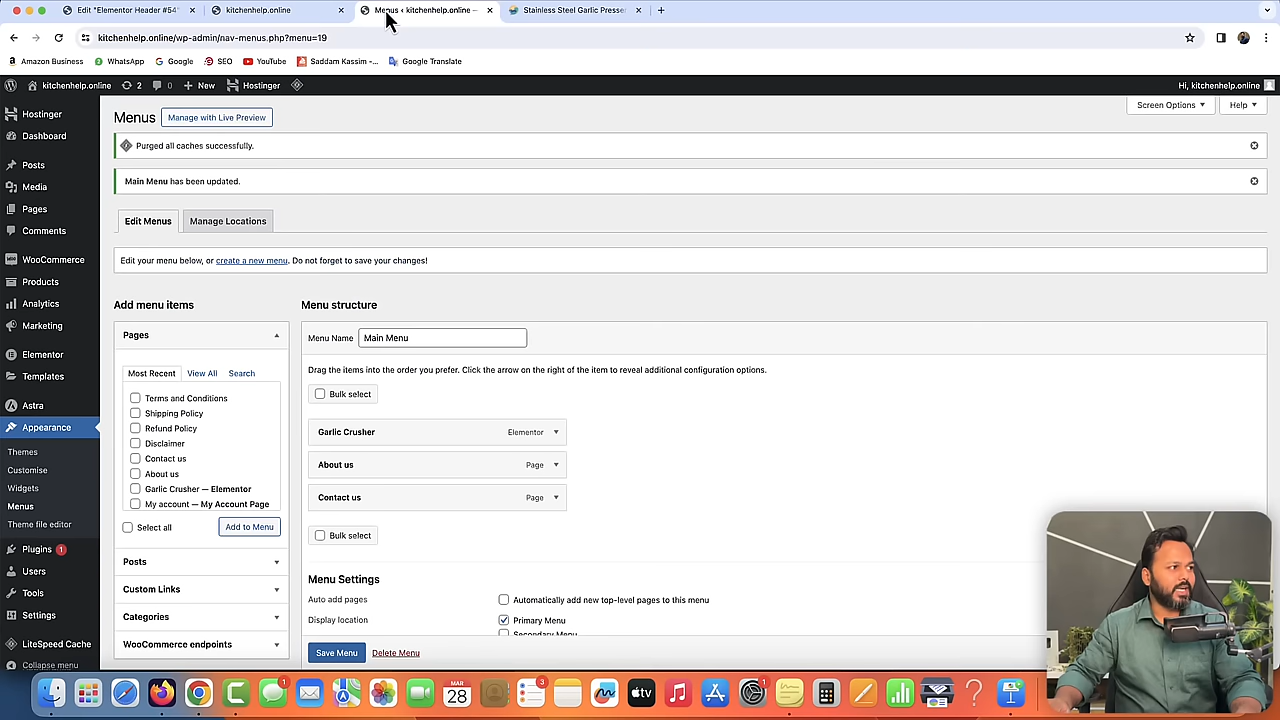 Edit "Elementor Header #54"
kitchenhelp.online
Menus ‹ kitchenhelp.online —
Stainless Steel Garlic Presser
kitchenhelp.online/wp-admin/nav-menus.php?menu=19
Amazon Business
WhatsApp
Google
SEO
YouTube
Saddam Kassim -...
Google Translate
kitchenhelp.online
2
0
New
Hostinger
Hi, kitchenhelp.online
Hostinger
Dashboard
Posts
Media
Pages
Comments
WooCommerce
Products
Analytics
Marketing
Elementor
Templates
Astra
Appearance
Themes
Customise
Widgets
Menus
Theme file editor
Plugins 1
Users
Tools
Settings
LiteSpeed Cache
Collapse menu
Menus
Manage with Live Preview
Screen Options
Help
Purged all caches successfully.
Main Menu has been updated.
Edit Menus
Manage Locations
Edit your menu below, or create a new menu. Do not forget to save your changes!
Add menu items
Pages
Most Recent
View All
Search
Terms and Conditions
Shipping Policy
Refund Policy
Disclaimer
Contact us
About us
Garlic Crusher — Elementor
My account — My Account Page
Select all
Add to Menu
Posts
Custom Links
Categories
WooCommerce endpoints
Menu structure
Menu Name
Main Menu
Drag the items into the order you prefer. Click the arrow on the right of the item to reveal additional configuration options.
Bulk select
Garlic Crusher
Elementor
About us
Page
Contact us
Page
Bulk select
Menu Settings
Auto add pages
Automatically add new top-level pages to this menu
Display location
Primary Menu
Secondary Menu
Save Menu
Delete Menu
1
MAR
28
3
tv
1